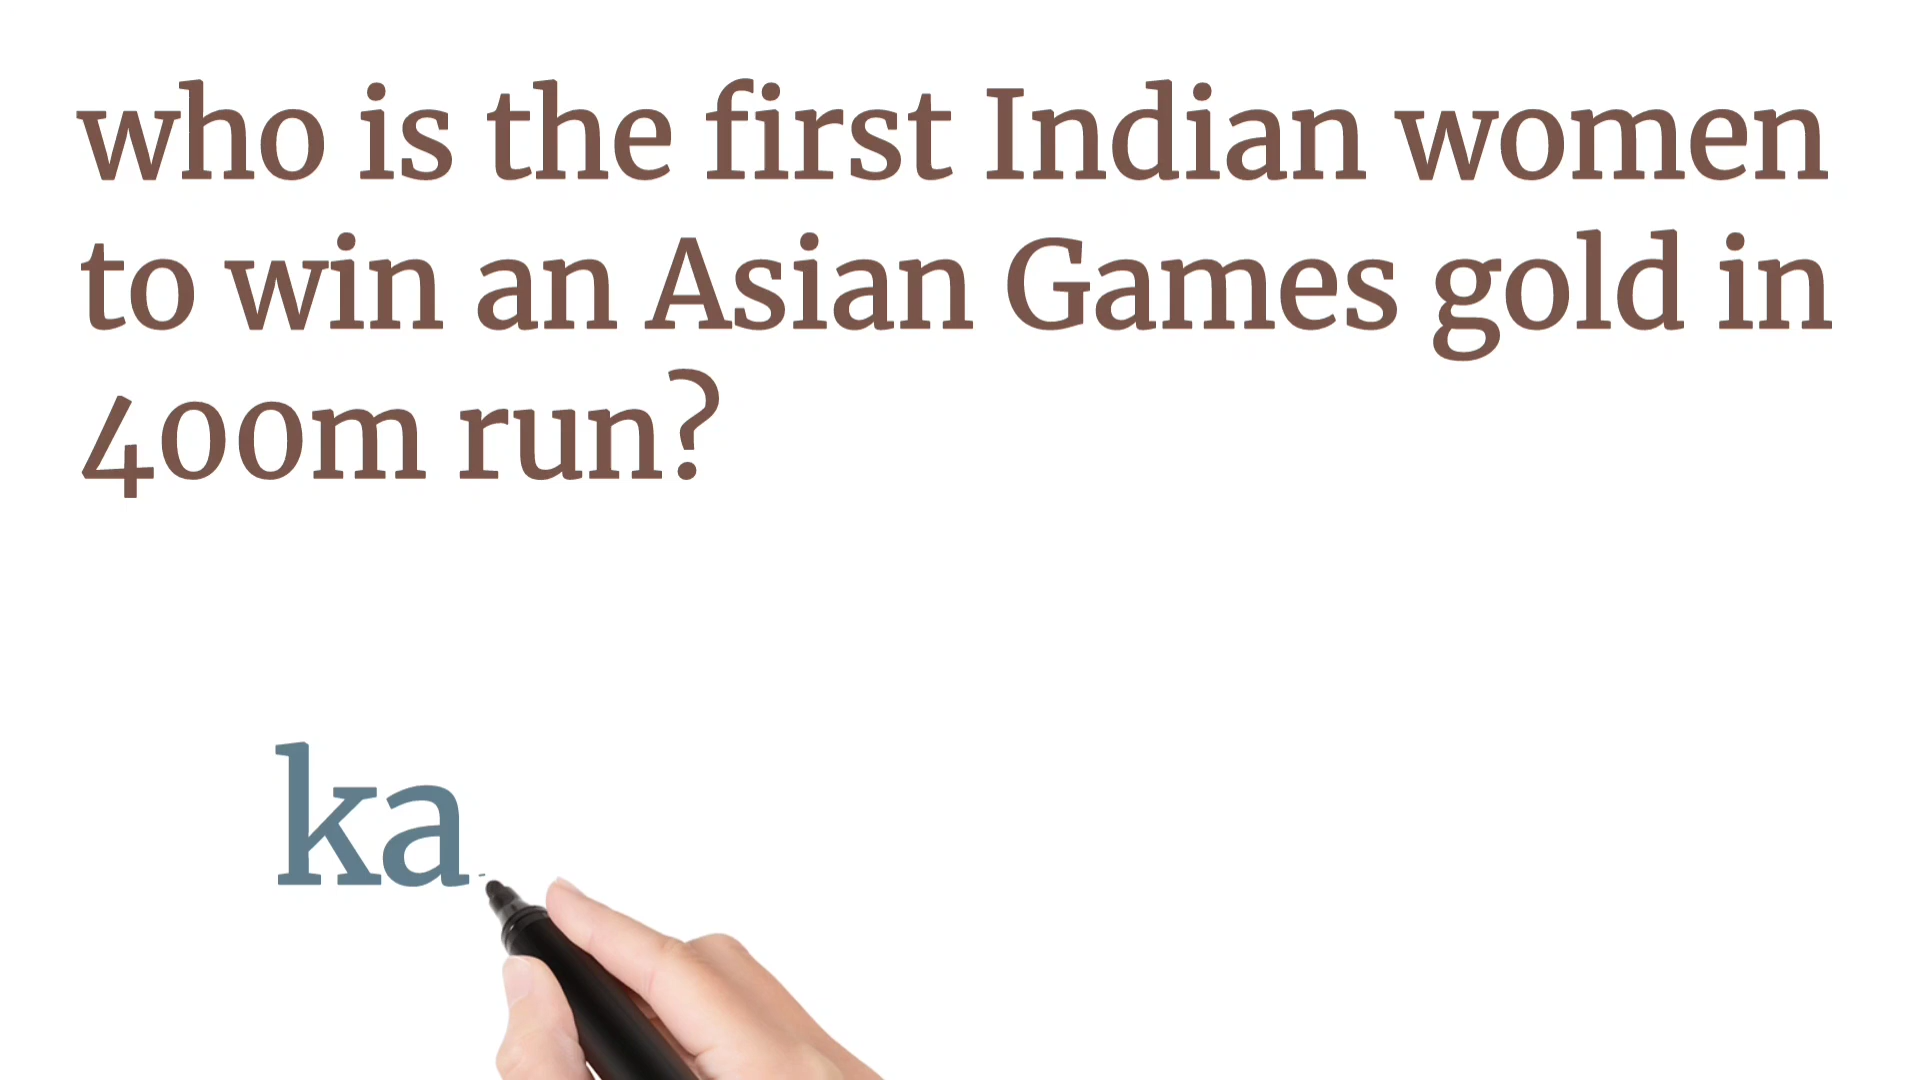 who is the first Indian women
to win an Asian Games gold in
400m run?
ka